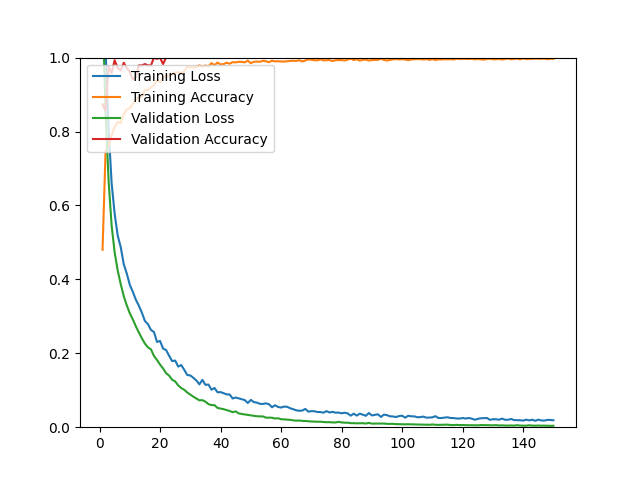 1.0
0.8
0.6
0.4
0.2
0.0
Training Loss
Training Accuracy
Validation Loss
Validation Accuracy
0 20 40 60 80 100 120 140